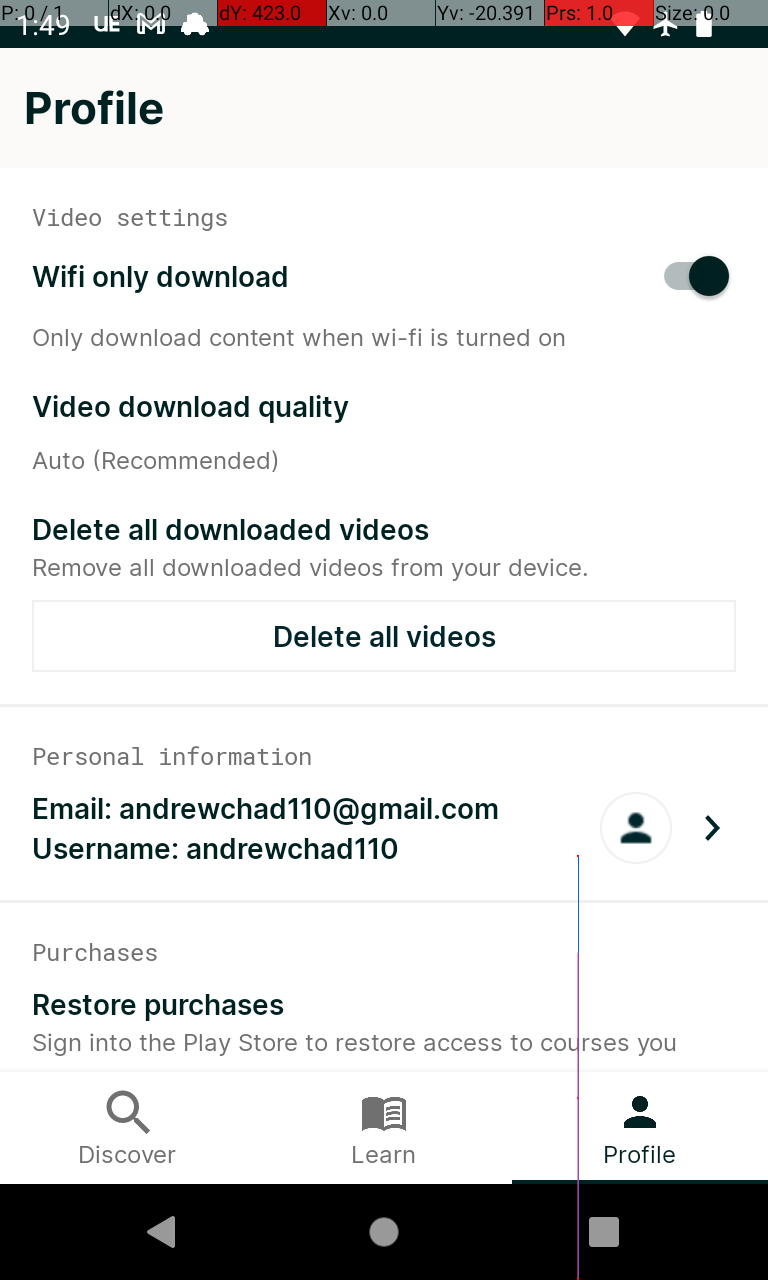 P: 0 / 1
dX: 0.0
dY: 423.0
Xv: 0.0
Yv: -20.391
Prs: 1.0
Size: 0.0
1:49
UE
Profile
Video settings
Wifi only download
Only download content when wi-fi is turned on
Video download quality
Auto (Recommended)
Delete all downloaded videos
Remove all downloaded videos from your device.
Delete all videos
Personal information
Email: andrewchad110@gmail.com
Username: andrewchad110
Purchases
Restore purchases
Sign into the Play Store to restore access to courses you
Discover
Learn
Profile